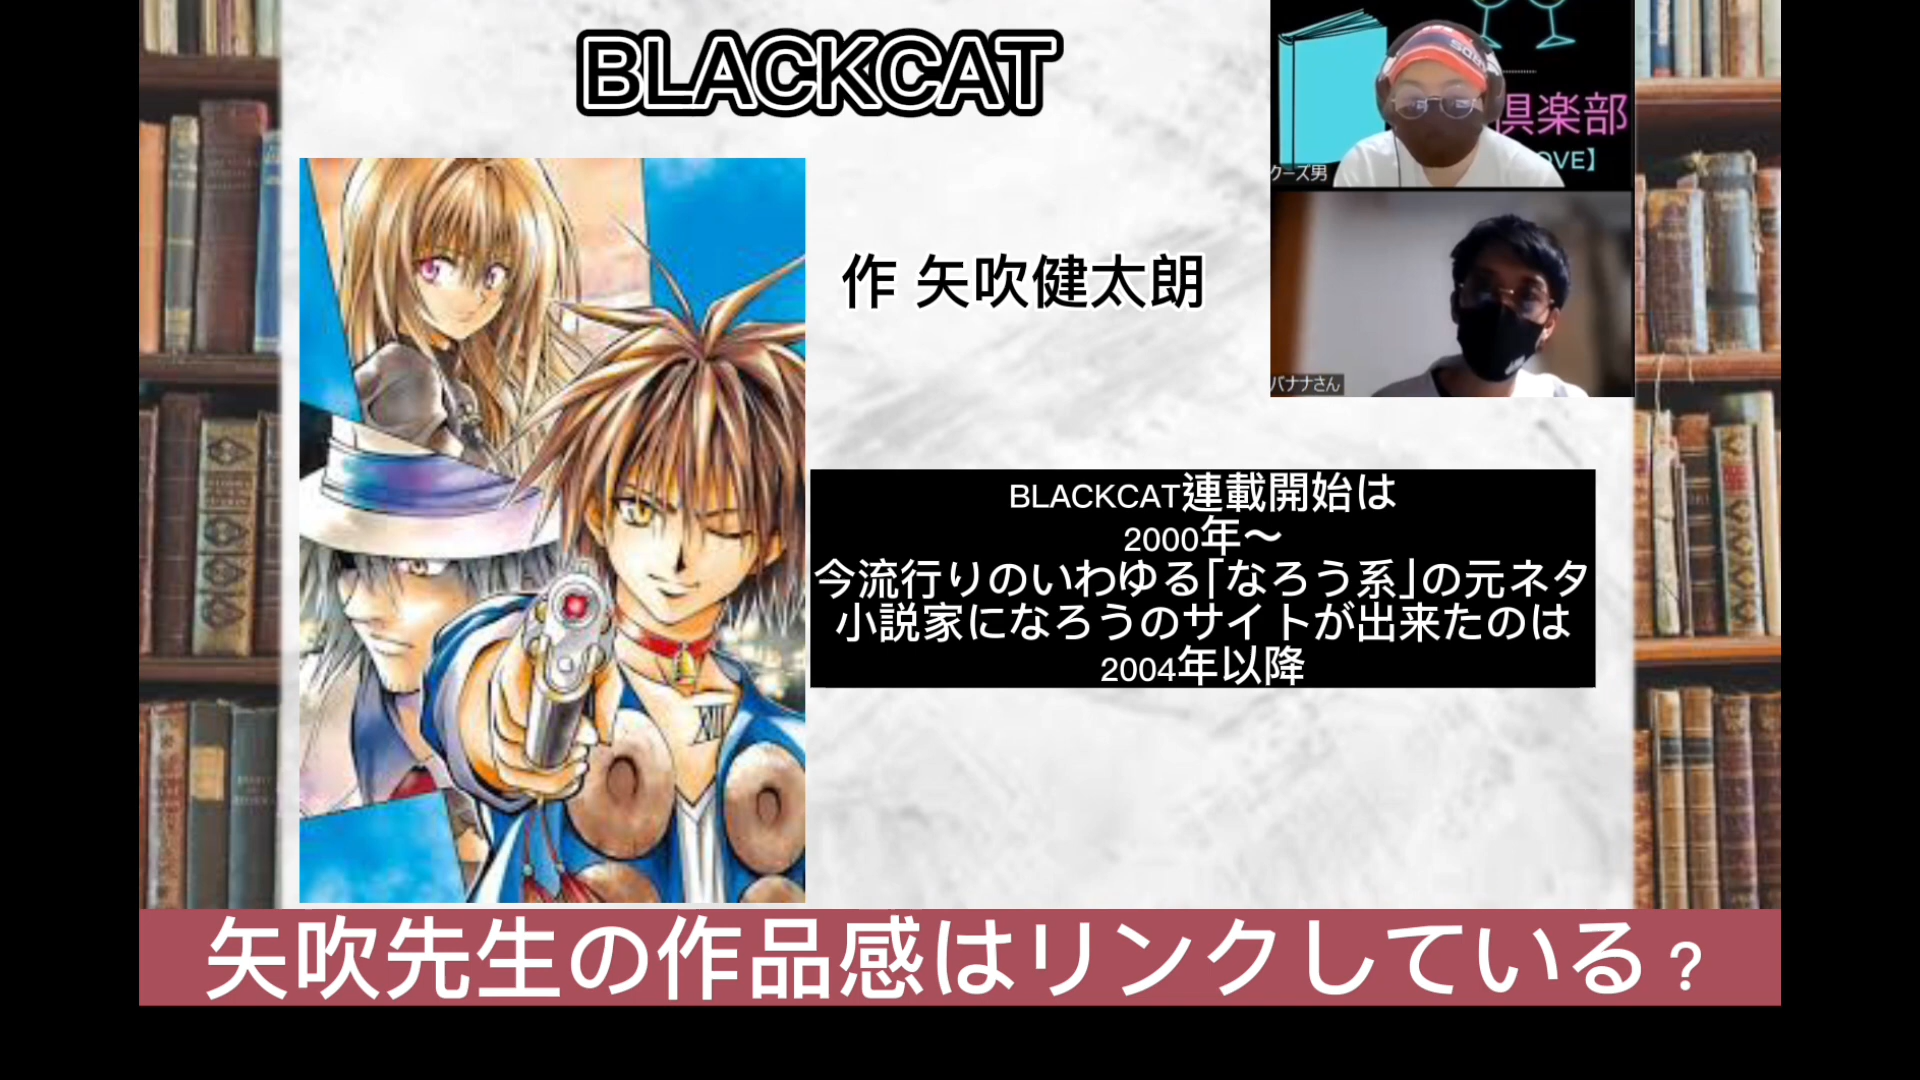 BLACKCAT
倶楽部
OVE】
クーズ男
作 矢吹健太朗
バナナさん
BLACKCAT連載開始は
2000年〜
今流行りのいわゆる｢なろう系｣の元ネタ
小説家になろうのサイトが出来たのは
2004年以降
XIII
矢吹先生の作品感はリンクしている？